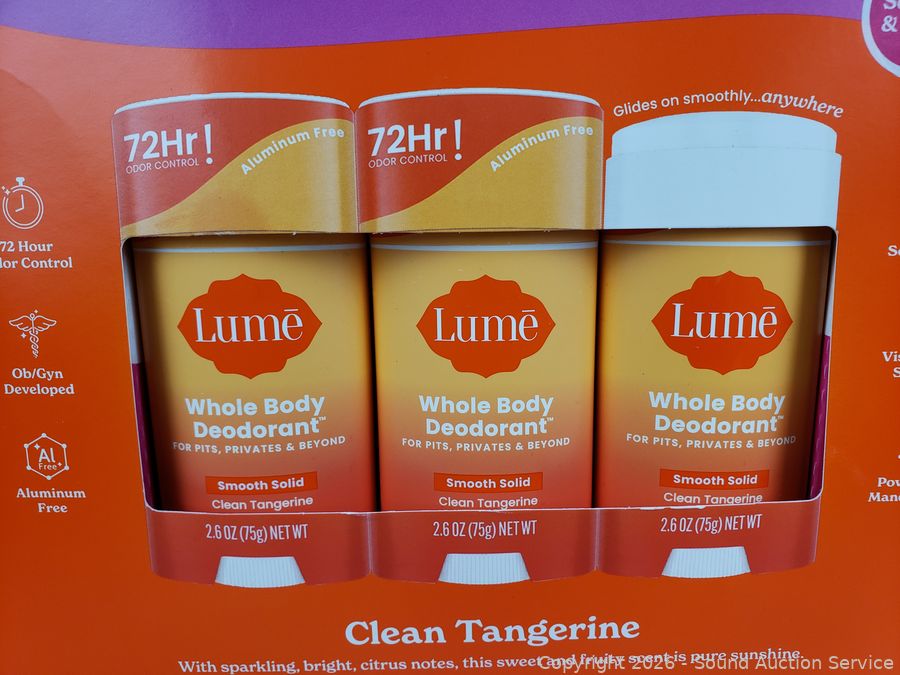 &
Glides on smoothly...anywhere
72Hr!
ODOR CONTROL
Aluminum Free
72Hr!
ODOR CONTROL
Aluminum Free
72 Hour
Control
Ob/Gyn
Developed
Al
Free
Aluminum
Free
Lumē
Whole Body
Deodorant™
FOR PITS, PRIVATES & BEYOND
Smooth Solid
Clean Tangerine
2.6 OZ (75g) NET WT
Lumē
Whole Body
Deodorant™
FOR PITS, PRIVATES & BEYOND
Smooth Solid
Clean Tangerine
2.6 OZ (75g) NET WT
Lumē
Whole Body
Deodorant™
FOR PITS, PRIVATES & BEYOND
Smooth Solid
Clean Tangerine
2.6 OZ (75g) NET WT
Clean Tangerine
With sparkling, bright, citrus notes, this sweet and fruity scent is pure sunshine.
Copyright 2026 - Sound Auction Service